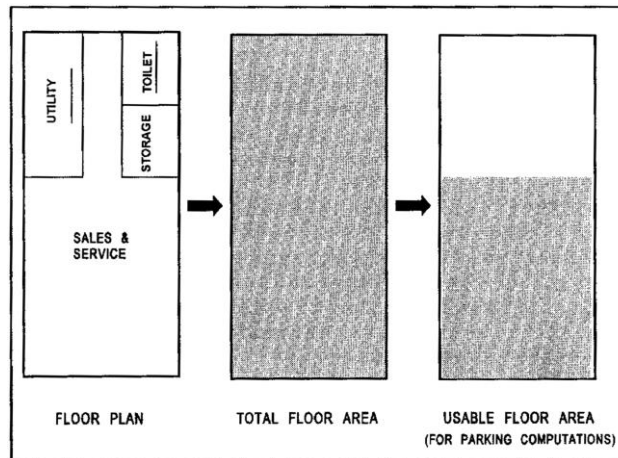 UTILITY
TOILET
STORAGE
SALES &
SERVICE
FLOOR PLAN
TOTAL FLOOR AREA
USABLE FLOOR AREA
(FOR PARKING COMPUTATIONS)